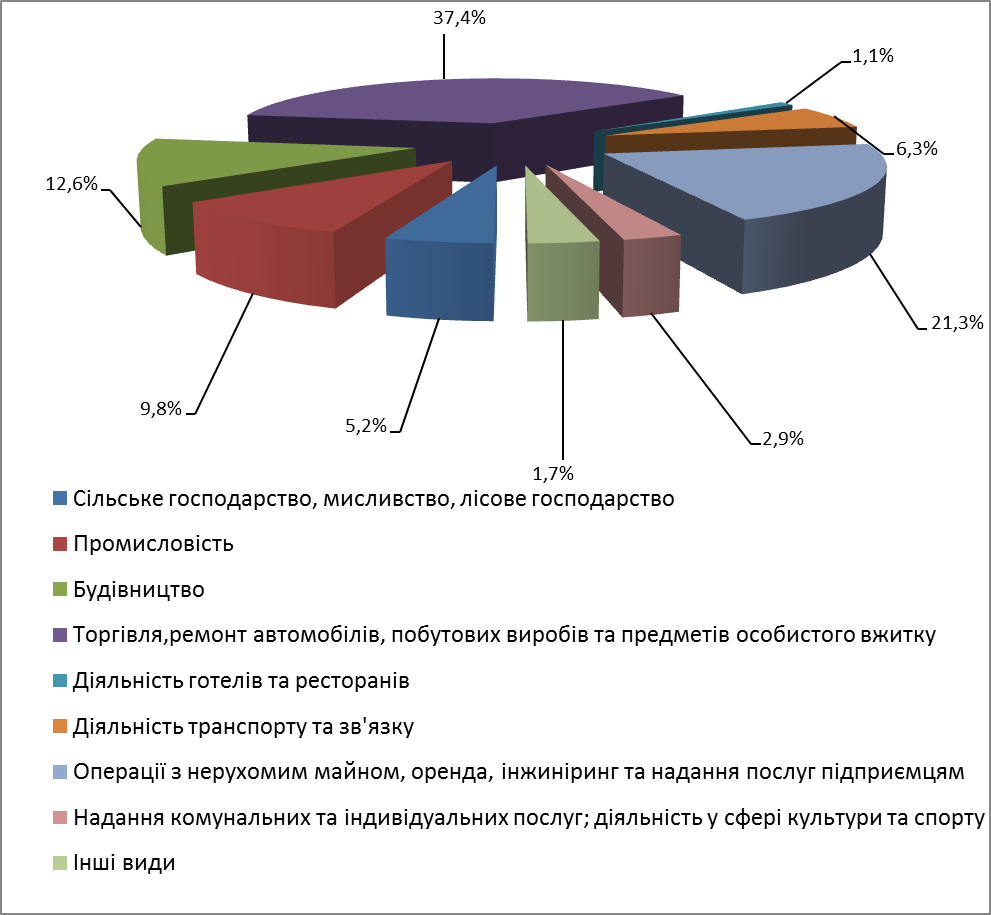 37,4%
1,1%
6,3%
12,6%
21,3%
9,8%
5,2%
2,9%
1,7%
Сільське господарство, мисливство, лісове господарство
Промисловість
Будівництво
Торгівля,ремонт автомобілів, побутових виробів та предметів особистого вжитку
Діяльність готелів та ресторанів
Діяльність транспорту та зв'язку
Операції з нерухомим майном, оренда, інжиніринг та надання послуг підприємцям
Надання комунальних та індивідуальних послуг; діяльність у сфері культури та спорту
Інші види